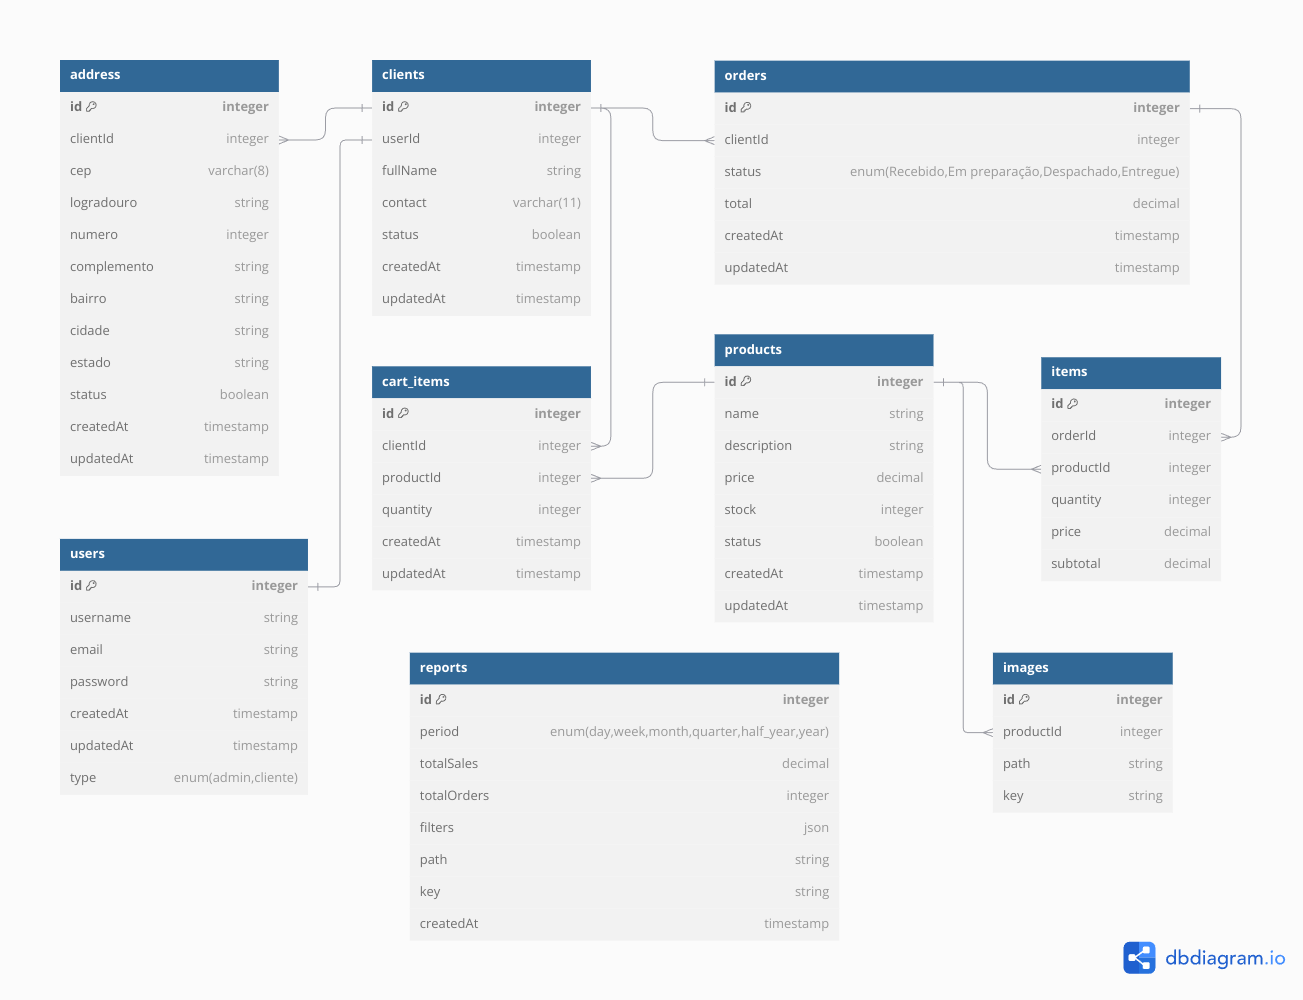 address
id integer
clientId integer
cep varchar(8)
logradouro string
numero integer
complemento string
bairro string
cidade string
estado string
status boolean
createdAt timestamp
updatedAt timestamp
clients
id integer
userId integer
fullName string
contact varchar(11)
status boolean
createdAt timestamp
updatedAt timestamp
orders
id integer
clientId integer
status enum(Recebido,Em preparação,Despachado,Entregue)
total decimal
createdAt timestamp
updatedAt timestamp
cart_items
id integer
clientId integer
productId integer
quantity integer
createdAt timestamp
updatedAt timestamp
products
id integer
name string
description string
price decimal
stock integer
status boolean
createdAt timestamp
updatedAt timestamp
items
id integer
orderId integer
productId integer
quantity integer
price decimal
subtotal decimal
users
id integer
username string
email string
password string
createdAt timestamp
updatedAt timestamp
type enum(admin,cliente)
reports
id integer
period enum(day,week,month,quarter,half_year,year)
totalSales decimal
totalOrders integer
filters json
path string
key string
createdAt timestamp
images
id integer
productId integer
path string
key string
dbdiagram.io